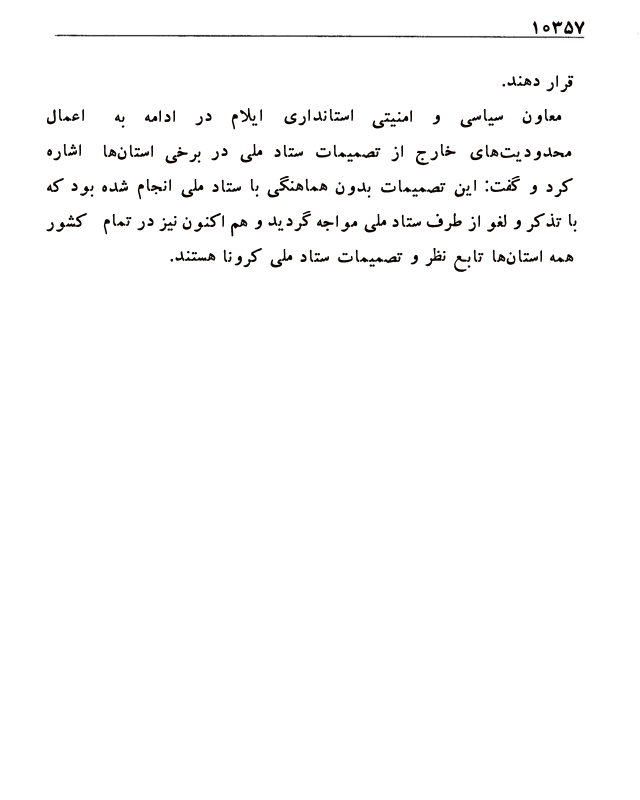 ۱۰۳۵۷
قرار دهند.
معاون سیاسی و امنیتی استانداری ایلام در ادامه به اعمال
محدودیت‌های خارج از تصمیمات ستاد ملی در برخی استان‌ها اشاره
کرد و گفت: این تصمیمات بدون هماهنگی با ستاد ملی انجام شده بود که
با تذکر و لغو از طرف ستاد ملی مواجه گردید و هم اکنون نیز در تمام کشور
همه استان‌ها تابع نظر و تصمیمات ستاد ملی کرونا هستند.